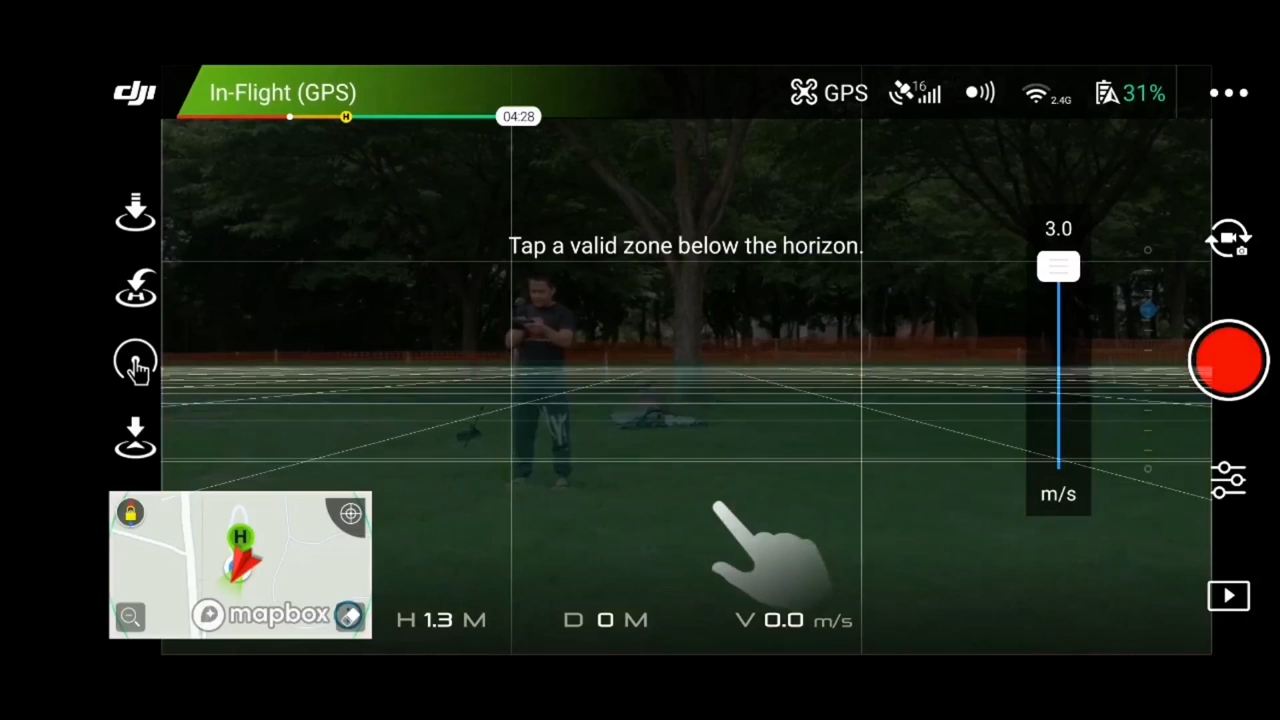 dji
In-Flight (GPS)
GPS
16
2.4G
31%
H
04:28
Tap a valid zone below the horizon.
3.0
m/s
H
mapbox
H 1.3 M
D 0 M
V 0.0 m/s